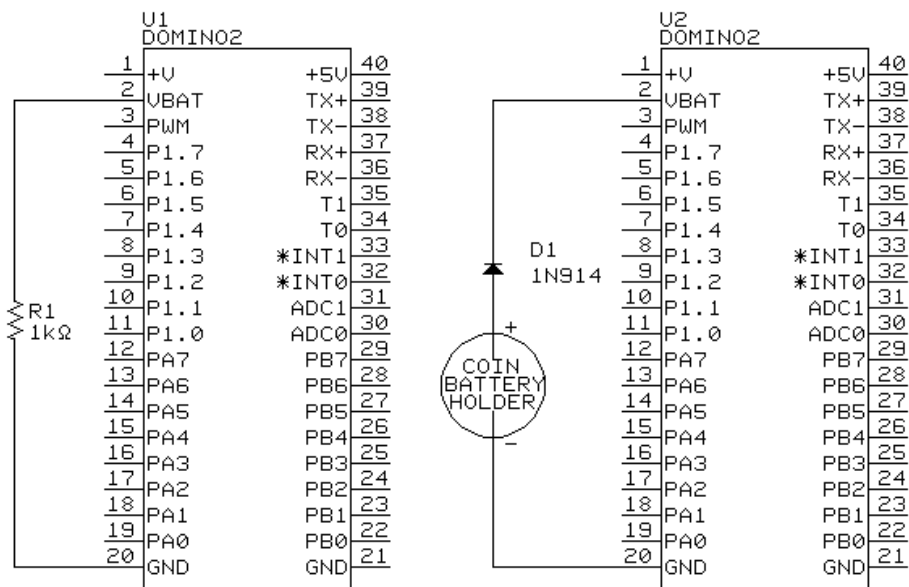 U1
DOMINO2
1 +V +5V 40
2 VBAT TX+ 39
3 PWM TX- 38
4 P1.7 RX+ 37
5 P1.6 RX- 36
6 P1.5 T1 35
7 P1.4 T0 34
8 P1.3 *INT1 33
9 P1.2 *INT0 32
10 P1.1 ADC1 31
11 P1.0 ADC0 30
12 PA7 PB7 29
13 PA6 PB6 28
14 PA5 PB5 27
15 PA4 PB4 26
16 PA3 PB3 25
17 PA2 PB2 24
18 PA1 PB1 23
19 PA0 PB0 22
20 GND GND 21
R1
1kΩ
U2
DOMINO2
1 +V +5V 40
2 VBAT TX+ 39
3 PWM TX- 38
4 P1.7 RX+ 37
5 P1.6 RX- 36
6 P1.5 T1 35
7 P1.4 T0 34
8 P1.3 *INT1 33
9 P1.2 *INT0 32
10 P1.1 ADC1 31
11 P1.0 ADC0 30
12 PA7 PB7 29
13 PA6 PB6 28
14 PA5 PB5 27
15 PA4 PB4 26
16 PA3 PB3 25
17 PA2 PB2 24
18 PA1 PB1 23
19 PA0 PB0 22
20 GND GND 21
D1
1N914
+
COIN
BATTERY
HOLDER
-